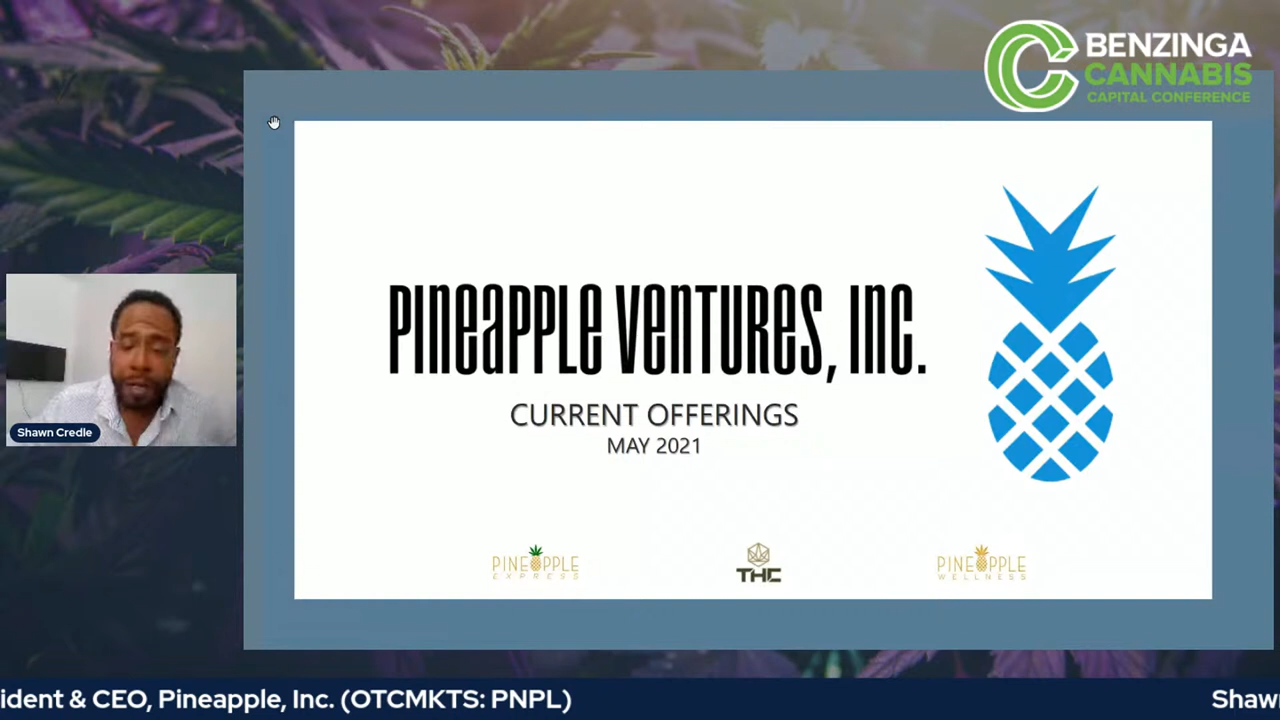 BENZINGA
CANNABIS
CAPITAL CONFERENCE
PINEAPPLE VENTURES, INC.
CURRENT OFFERINGS
MAY 2021
Shawn Credle
PINEAPPLE
EXPRESS
THC
PINEAPPLE
WELLNESS
ident & CEO, Pineapple, Inc. (OTCMKTS: PNPL)
Shawn